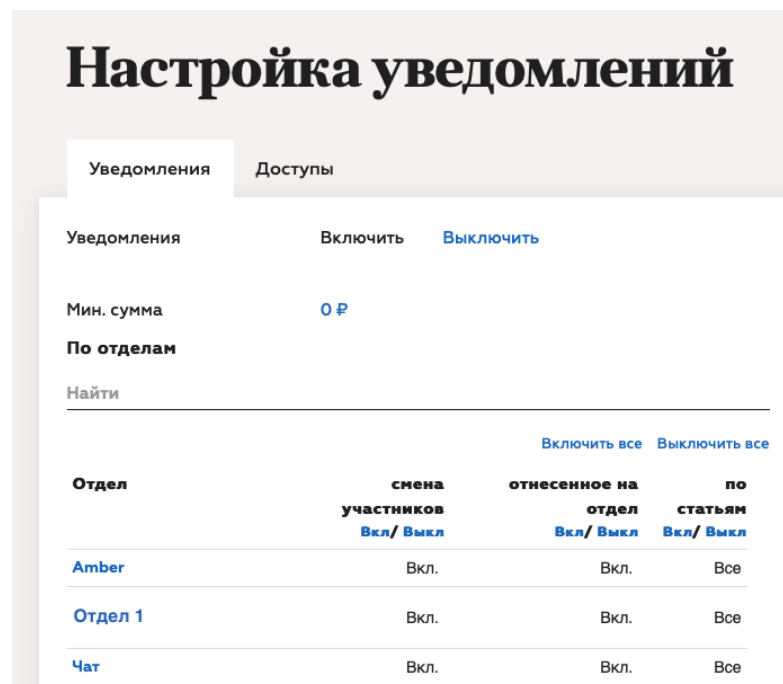 Настройка уведомлений
Уведомления Доступы
Уведомления Включить Выключить
Мин. сумма 0 ₽
По отделам
Найти
Включить все Выключить все
Отдел смена отнесенное на по
участников отдел статьям
Вкл/ Выкл Вкл/ Выкл Вкл/ Выкл
Amber Вкл. Вкл. Все
Отдел 1 Вкл. Вкл. Все
Чат Вкл. Вкл. Все